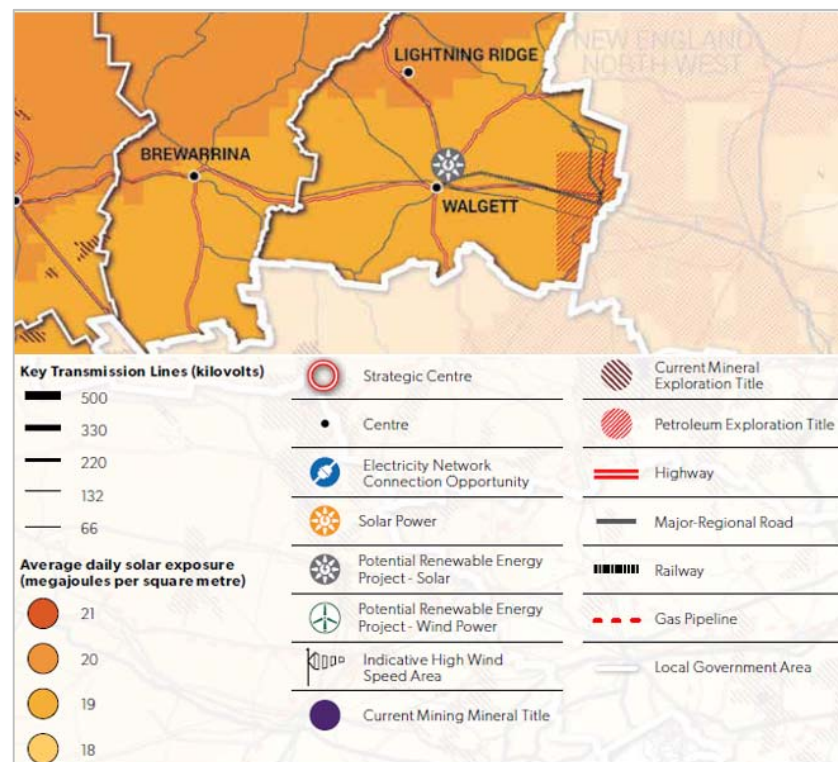 NEW ENGLAND
NORTH WEST
LIGHTNING RIDGE
BREWARRINA
WALGETT
Key Transmission Lines (kilovolts)
500
330
220
132
66
Average daily solar exposure
(megajoules per square metre)
21
20
19
18
Strategic Centre
Centre
Electricity Network
Connection Opportunity
Solar Power
Potential Renewable Energy
Project - Solar
Potential Renewable Energy
Project - Wind Power
Indicative High Wind
Speed Area
Current Mining Mineral Title
Current Mineral
Exploration Title
Petroleum Exploration Title
Highway
Major-Regional Road
Railway
Gas Pipeline
Local Government Area